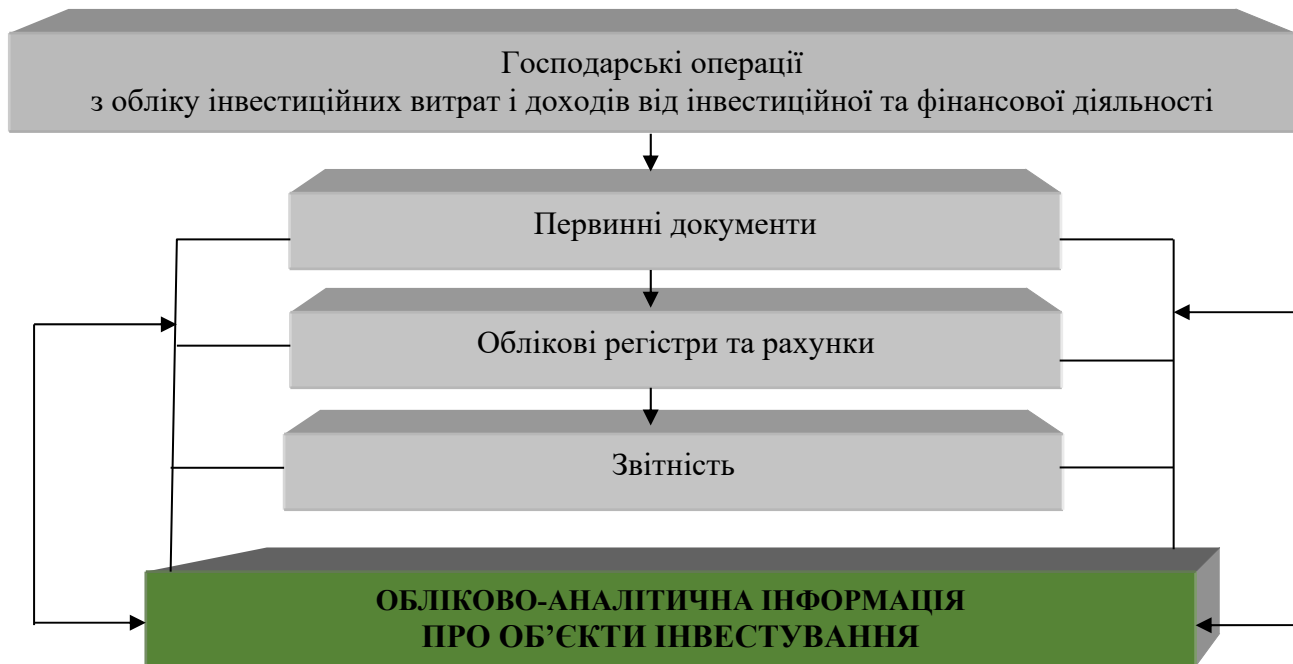 Господарські операції
з обліку інвестиційних витрат і доходів від інвестиційної та фінансової діяльності
Первинні документи
Облікові регістри та рахунки
Звітність
ОБЛІКОВО-АНАЛІТИЧНА ІНФОРМАЦІЯ
ПРО ОБ’ЄКТИ ІНВЕСТУВАННЯ